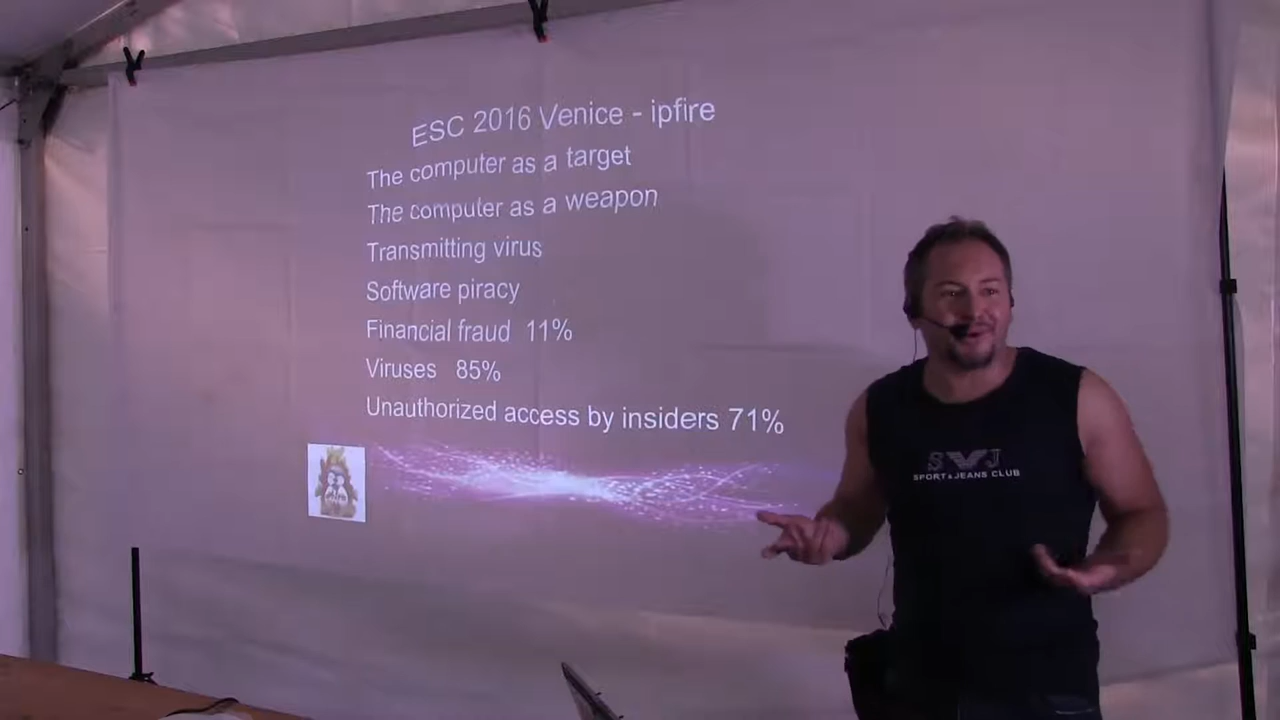 ESC 2016 Venice - ipfire
The computer as a target
The computer as a weapon
Transmitting virus
Software piracy
Financial fraud 11%
Viruses 85%
Unauthorized access by insiders 71%
S J
SPORT & JEANS CLUB